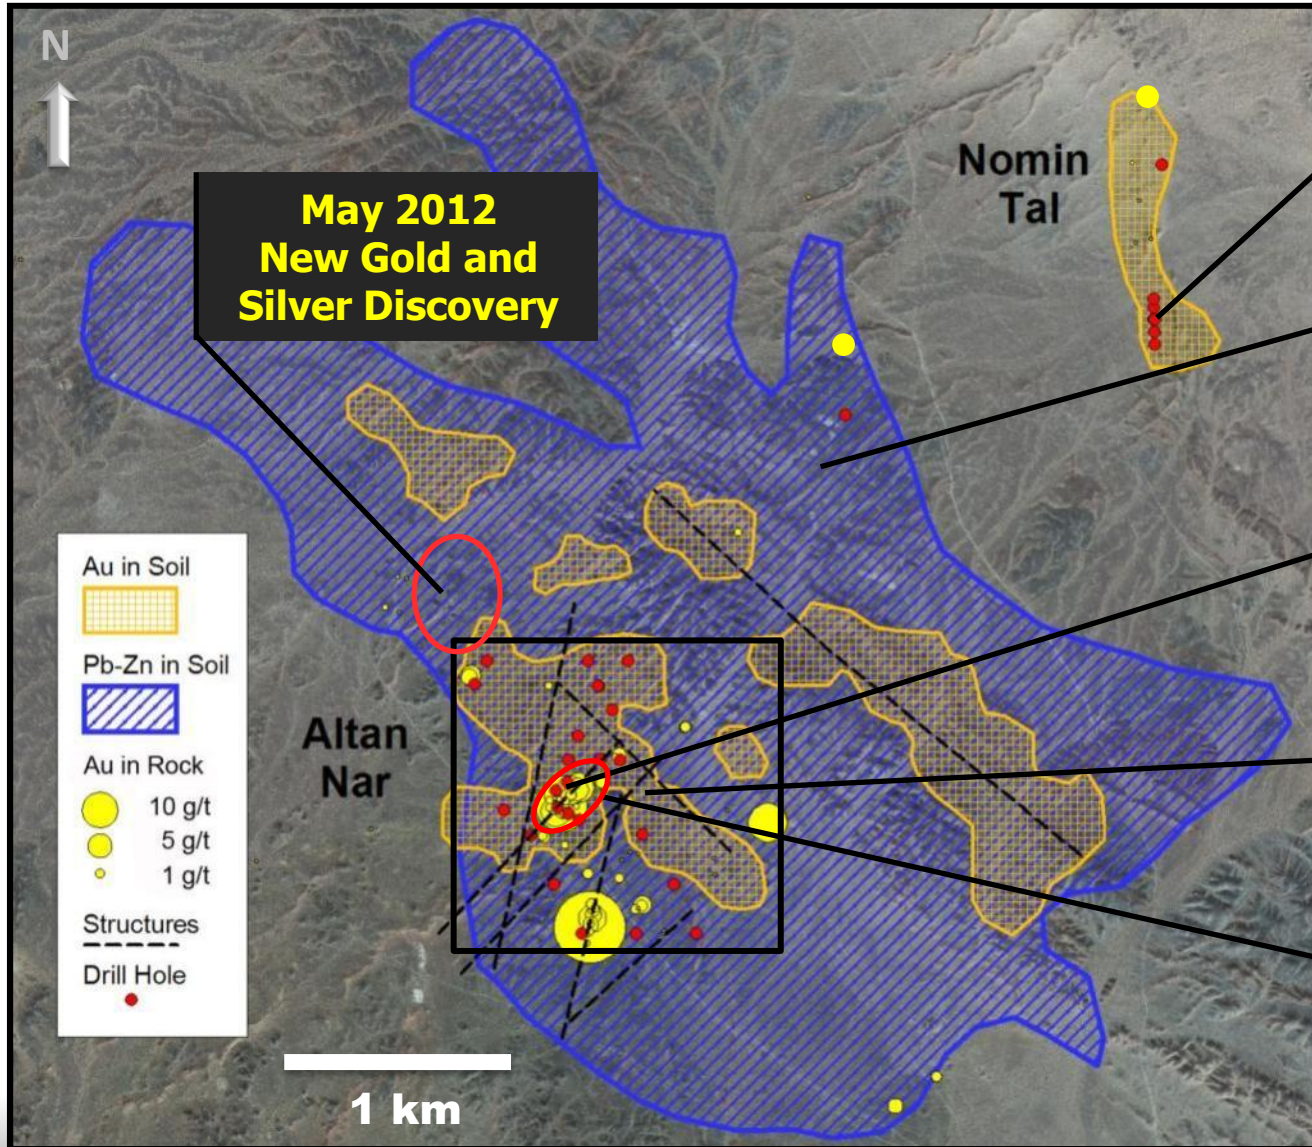 N
May 2012
New Gold and
Silver Discovery
Nomin
Tal
Au in Soil
Pb-Zn in Soil
Au in Rock
10 g/t
5 g/t
1 g/t
Structures
Drill Hole
Altan
Nar
1 km